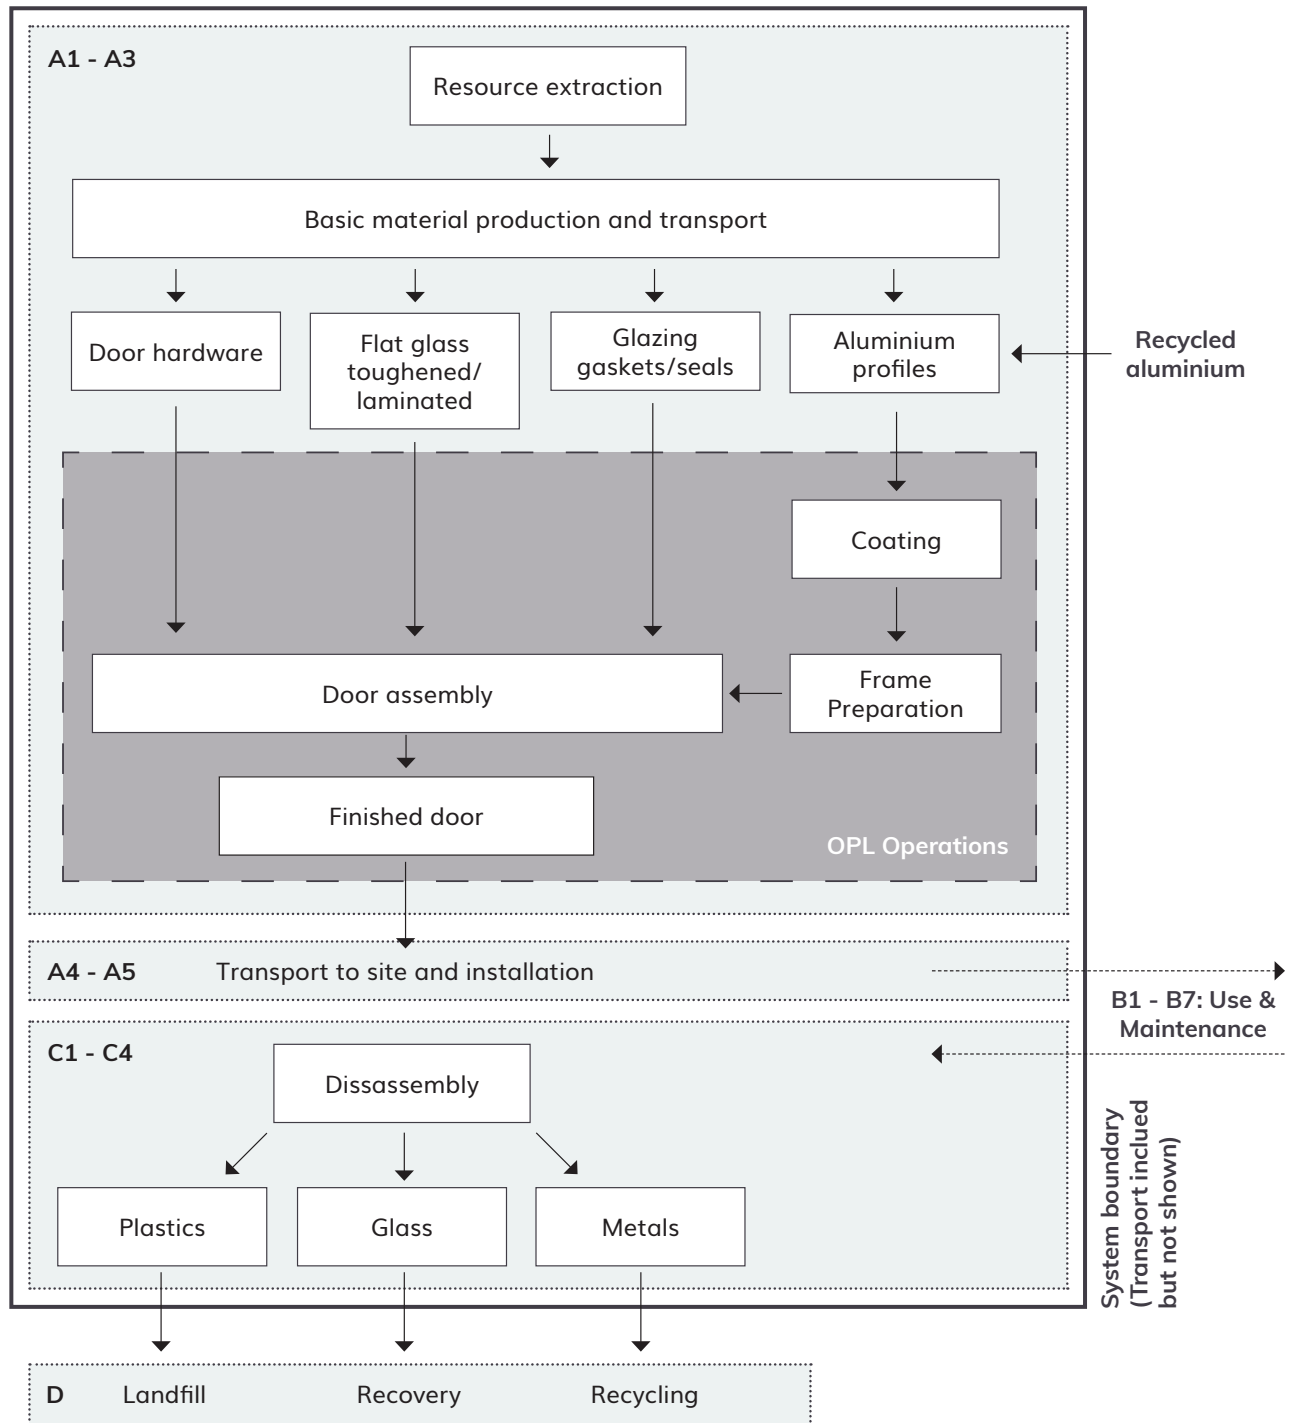 A1 - A3
Resource extraction
Basic material production and transport
Door hardware
Flat glass
toughened/
laminated
Glazing
gaskets/seals
Aluminium
profiles
Recycled
aluminium
Coating
Door assembly
Frame
Preparation
Finished door
OPL Operations
A4 - A5
Transport to site and installation
B1 - B7: Use &
Maintenance
C1 - C4
Dissassembly
Plastics
Glass
Metals
System boundary
(Transport included
but not shown)
D
Landfill
Recovery
Recycling